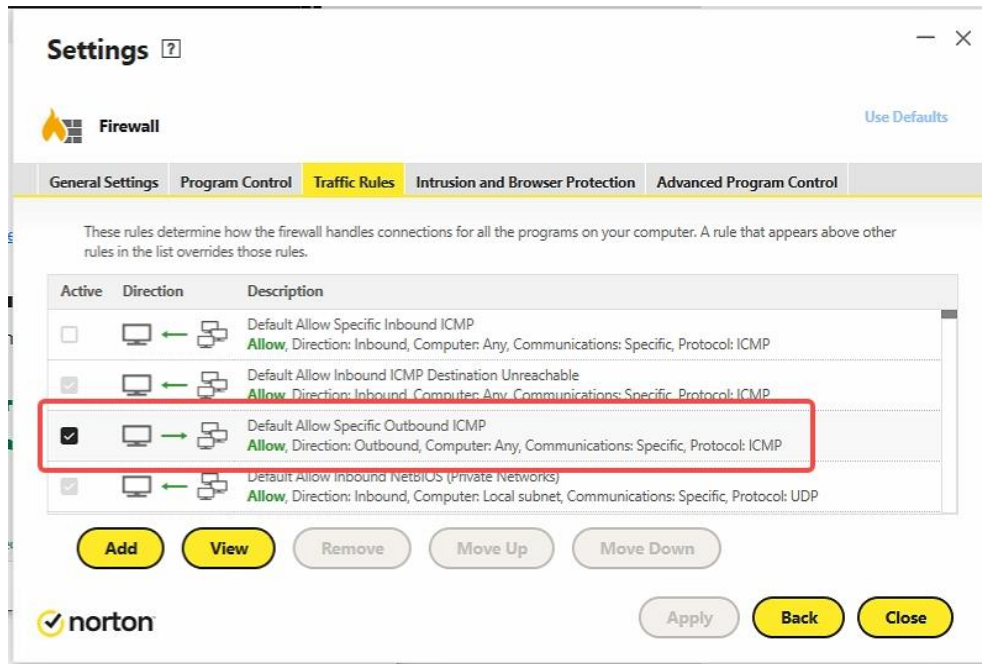 Settings ?
Firewall
Use Defaults
General Settings Program Control Traffic Rules Intrusion and Browser Protection Advanced Program Control
These rules determine how the firewall handles connections for all the programs on your computer. A rule that appears above other
rules in the list overrides those rules.
Active Direction Description
Default Allow Specific Inbound ICMP
Allow, Direction: Inbound, Computer: Any, Communications: Specific, Protocol: ICMP
Default Allow Inbound ICMP Destination Unreachable
Allow, Direction: Inbound, Computer: Any, Communications: Specific, Protocol: ICMP
Default Allow Specific Outbound ICMP
Allow, Direction: Outbound, Computer: Any, Communications: Specific, Protocol: ICMP
Default Allow Inbound NetBIOS (Private Networks)
Allow, Direction: Inbound, Computer: Local subnet, Communications: Specific, Protocol: UDP
Add View Remove Move Up Move Down
norton
Apply Back Close